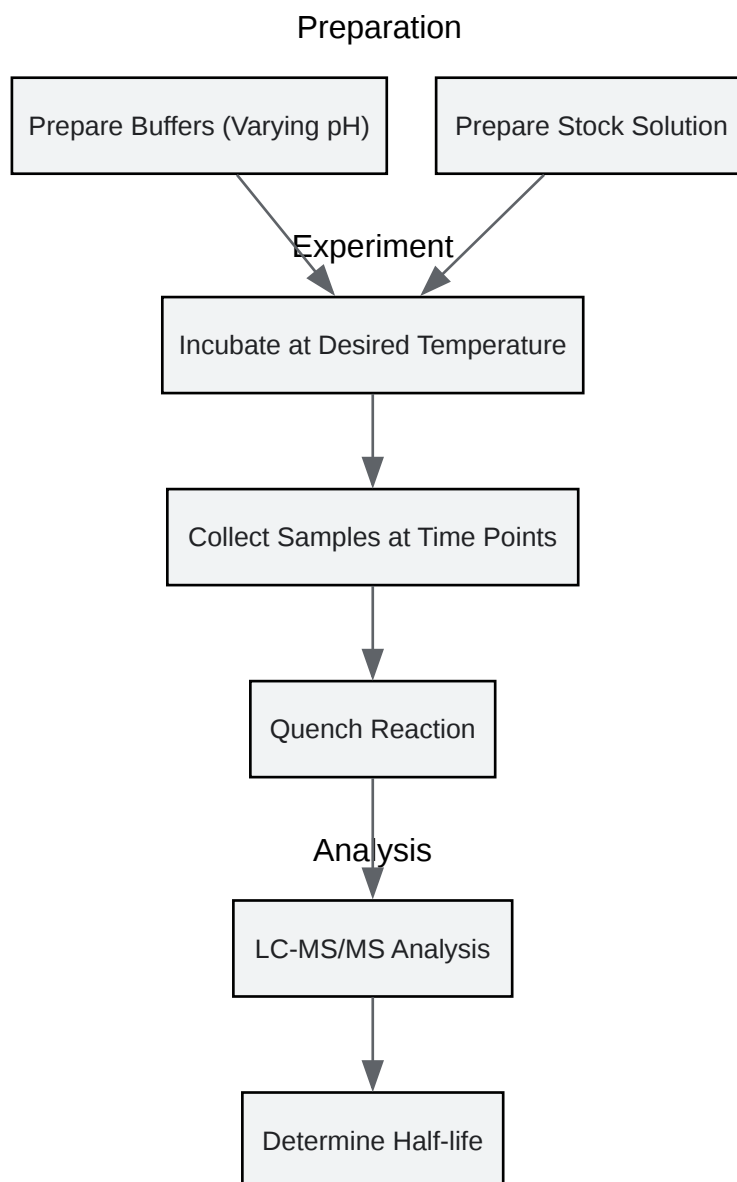 Preparation
Prepare Buffers (Varying pH)
Prepare Stock Solution
Experiment
Incubate at Desired Temperature
Collect Samples at Time Points
Quench Reaction
Analysis
LC-MS/MS Analysis
Determine Half-life